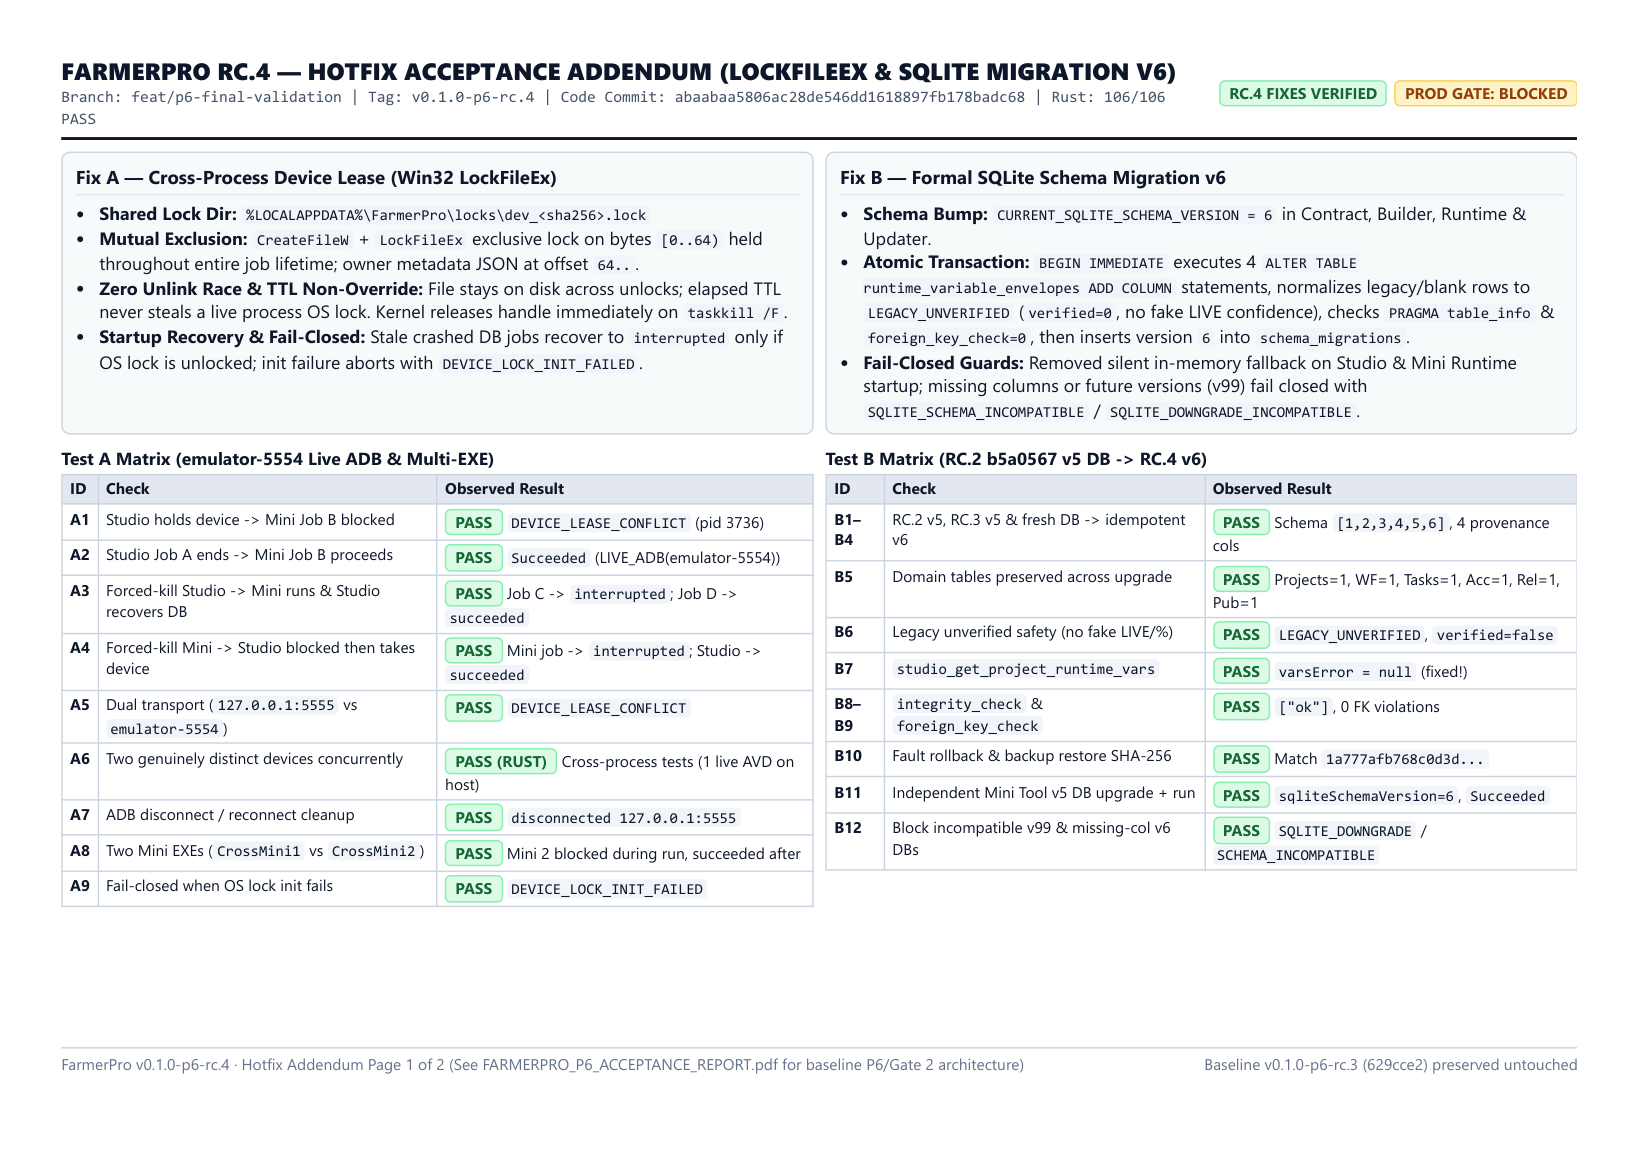 FARMERPRO RC.4 — HOTFIX ACCEPTANCE ADDENDUM (LOCKFILEEX & SQLITE MIGRATION V6)
Branch: feat/p6-final-validation | Tag: v0.1.0-p6-rc.4 | Code Commit: abaabaa5806ac28de546dd1618897fb178badc68 | Rust: 106/106
PASS
RC.4 FIXES VERIFIED
PROD GATE: BLOCKED
Fix A — Cross-Process Device Lease (Win32 LockFileEx)
• Shared Lock Dir: %LOCALAPPDATA%\FarmerPro\locks\dev_<sha256>.lock
• Mutual Exclusion: CreateFileW + LockFileEx exclusive lock on bytes [0..64) held
throughout entire job lifetime; owner metadata JSON at offset 64...
• Zero Unlink Race & TTL Non-Override: File stays on disk across unlocks; elapsed TTL
never steals a live process OS lock. Kernel releases handle immediately on taskkill /F.
• Startup Recovery & Fail-Closed: Stale crashed DB jobs recover to interrupted only if
OS lock is unlocked; init failure aborts with DEVICE_LOCK_INIT_FAILED.
Fix B — Formal SQLite Schema Migration v6
• Schema Bump: CURRENT_SQLITE_SCHEMA_VERSION = 6 in Contract, Builder, Runtime &
Updater.
• Atomic Transaction: BEGIN IMMEDIATE executes 4 ALTER TABLE
runtime_variable_envelopes ADD COLUMN statements, normalizes legacy/blank rows to
LEGACY_UNVERIFIED (verified=0, no fake LIVE confidence), checks PRAGMA table_info &
foreign_key_check=0, then inserts version 6 into schema_migrations.
• Fail-Closed Guards: Removed silent in-memory fallback on Studio & Mini Runtime
startup; missing columns or future versions (v99) fail closed with
SQLITE_SCHEMA_INCOMPATIBLE / SQLITE_DOWNGRADE_INCOMPATIBLE.
Test A Matrix (emulator-5554 Live ADB & Multi-EXE)
ID Check Observed Result
A1 Studio holds device -> Mini Job B blocked PASS DEVICE_LEASE_CONFLICT (pid 3736)
A2 Studio Job A ends -> Mini Job B proceeds PASS Succeeded (LIVE_ADB(emulator-5554))
A3 Forced-kill Studio -> Mini runs & Studio PASS Job C -> interrupted; Job D ->
recovers DB succeeded
A4 Forced-kill Mini -> Studio blocked then takes PASS Mini job -> interrupted; Studio ->
device succeeded
A5 Dual transport (127.0.0.1:5555 vs PASS DEVICE_LEASE_CONFLICT
emulator-5554)
A6 Two genuinely distinct devices concurrently PASS (RUST) Cross-process tests (1 live AVD on
host)
A7 ADB disconnect / reconnect cleanup PASS disconnected 127.0.0.1:5555
A8 Two Mini EXEs (CrossMini1 vs CrossMini2) PASS Mini 2 blocked during run, succeeded after
A9 Fail-closed when OS lock init fails PASS DEVICE_LOCK_INIT_FAILED
Test B Matrix (RC.2 b5a0567 v5 DB -> RC.4 v6)
ID Check Observed Result
B1– RC.2 v5, RC.3 v5 & fresh DB -> idempotent PASS Schema [1,2,3,4,5,6], 4 provenance
B4 v6 cols
B5 Domain tables preserved across upgrade PASS Projects=1, WF=1, Tasks=1, Acc=1, Rel=1,
Pub=1
B6 Legacy unverified safety (no fake LIVE/%) PASS LEGACY_UNVERIFIED, verified=false
B7 studio_get_project_runtime_vars PASS varsError = null (fixed!)
B8– integrity_check & PASS ["ok"], 0 FK violations
B9 foreign_key_check
B10 Fault rollback & backup restore SHA-256 PASS Match 1a777afb768c0d3d...
B11 Independent Mini Tool v5 DB upgrade + run PASS sqliteSchemaVersion=6, Succeeded
B12 Block incompatible v99 & missing-col v6 PASS SQLITE_DOWNGRADE /
DBs SCHEMA_INCOMPATIBLE
FarmerPro v0.1.0-p6-rc.4 · Hotfix Addendum Page 1 of 2 (See FARMERPRO_P6_ACCEPTANCE_REPORT.pdf for baseline P6/Gate 2 architecture)
Baseline v0.1.0-p6-rc.3 (629cce2) preserved untouched